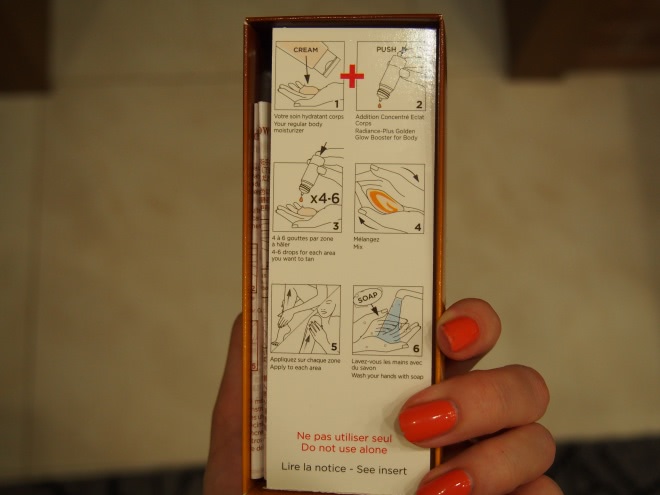 CREAM
1
Votre soin hydratant corps
Your regular body
moisturizer
+
PUSH
2
Addition Concentré Eclat
Corps
Radiance-Plus Golden
Glow Booster for Body
x4-6
3
4 à 6 gouttes par zone
à hâler
4-6 drops for each area
you want to tan
4
Mélangez
Mix
5
Appliquez sur chaque zone
Apply to each area
SOAP
6
Lavez-vous les mains avec
du savon
Wash your hands with soap
Ne pas utiliser seul
Do not use alone
Lire la notice - See insert